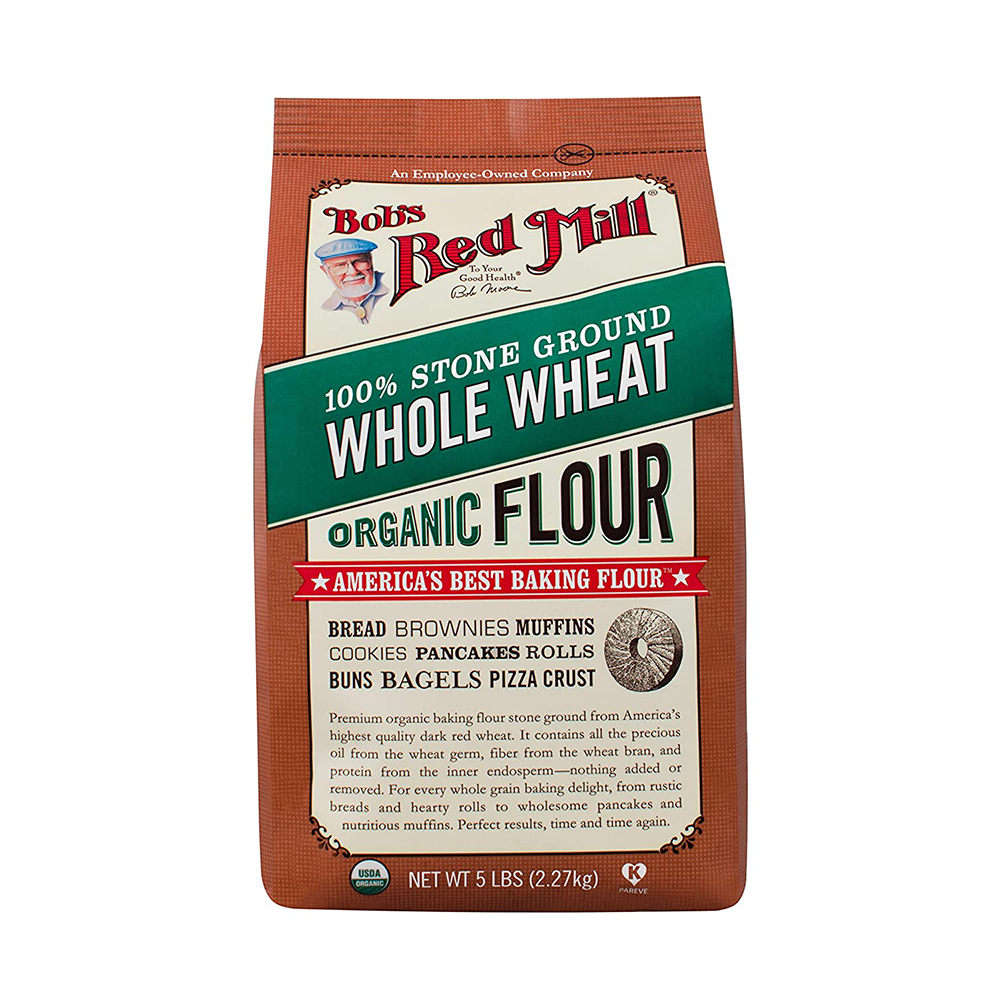 An Employee-Owned Company
Bob's
Red Mill®
To Your
Good Health®
Bob Moore
100% STONE GROUND
WHOLE WHEAT
ORGANIC FLOUR
★ AMERICA'S BEST BAKING FLOUR™ ★
BREAD BROWNIES MUFFINS
COOKIES PANCAKES ROLLS
BUNS BAGELS PIZZA CRUST
Premium organic baking flour stone ground from America's
highest quality dark red wheat. It contains all the precious
oil from the wheat germ, fiber from the wheat bran, and
protein from the inner endosperm—nothing added or
removed. For every whole grain baking delight, from rustic
breads and hearty rolls to wholesome pancakes and
nutritious muffins. Perfect results, time and time again.
USDA
ORGANIC
NET WT 5 LBS (2.27kg)
K
PAREVE